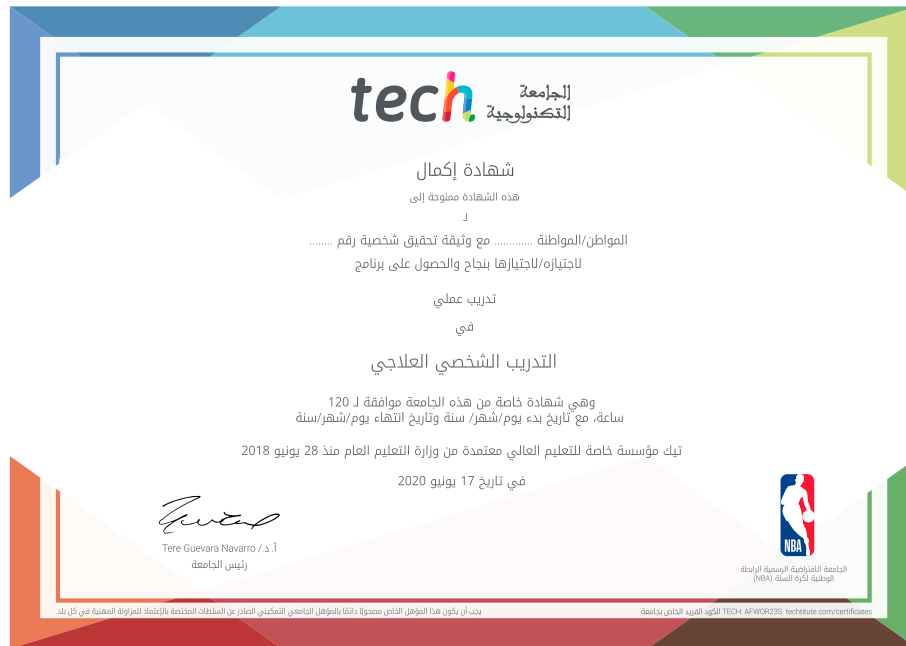 tech الجامعة
التكنولوجية
شهادة إكمال
هذه الشهادة ممنوحة إلى
لـ
المواطن/المواطنة ............. مع وثيقة تحقيق شخصية رقم ........
لاجتيازه/لاجتيازها بنجاح والحصول على برنامج
تدريب عملي
في
التدريب الشخصي العلاجي
وهي شهادة خاصة من هذه الجامعة موافقة لـ 120
ساعة، مع تاريخ بدء يوم/شهر/ سنة وتاريخ انتهاء يوم/شهر/سنة
تيك مؤسسة خاصة للتعليم العالي معتمدة من وزارة التعليم العام منذ 28 يونيو 2018
في تاريخ 17 يونيو 2020
أ.د./ Tere Guevara Navarro
رئيس الجامعة
NBA
الجامعة الافتراضية الرسمية الرابطة
الوطنية لكرة السلة (NBA)
يجب أن يكون هذا المؤهل الخاص مصحوبًا دائمًا بالمؤهل الجامعي التمكيني الصادر عن السلطات المختصة بالإعتماد للمزاولة المهنية في كل بلد.
الكود الفريد الخاص بجامعة TECH: AFWOR23S techtitute.com/certificates